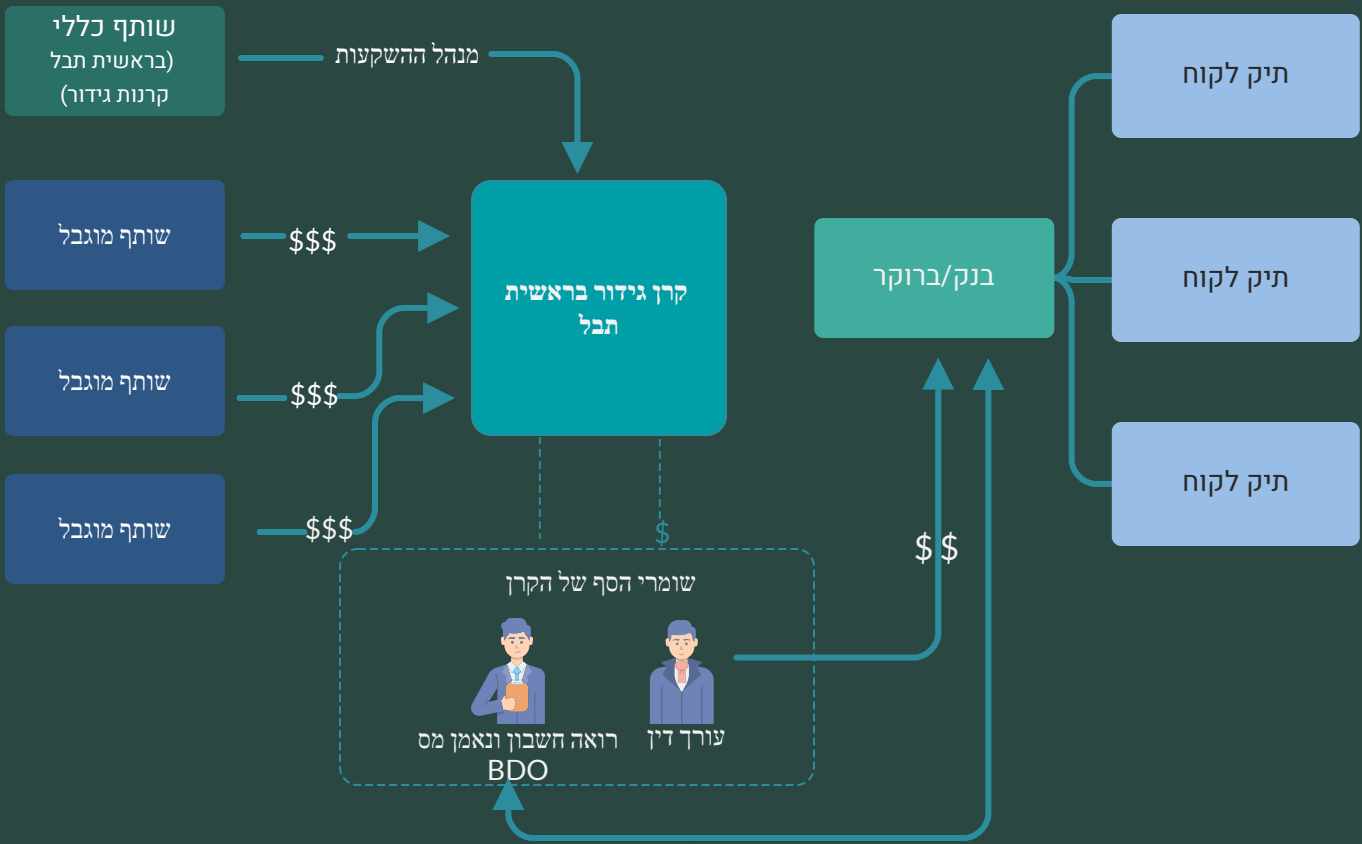 שותף כללי
(בראשית תבל
קרנות גידור)
מנהל ההשקעות
שותף מוגבל
$$$
שותף מוגבל
$$$
שותף מוגבל
$$$
קרן גידור בראשית
תבל
$
שומרי הסף של הקרן
רואה חשבון ונאמן מס
BDO
עורך דין
$ $
בנק/ברוקר
תיק לקוח
תיק לקוח
תיק לקוח